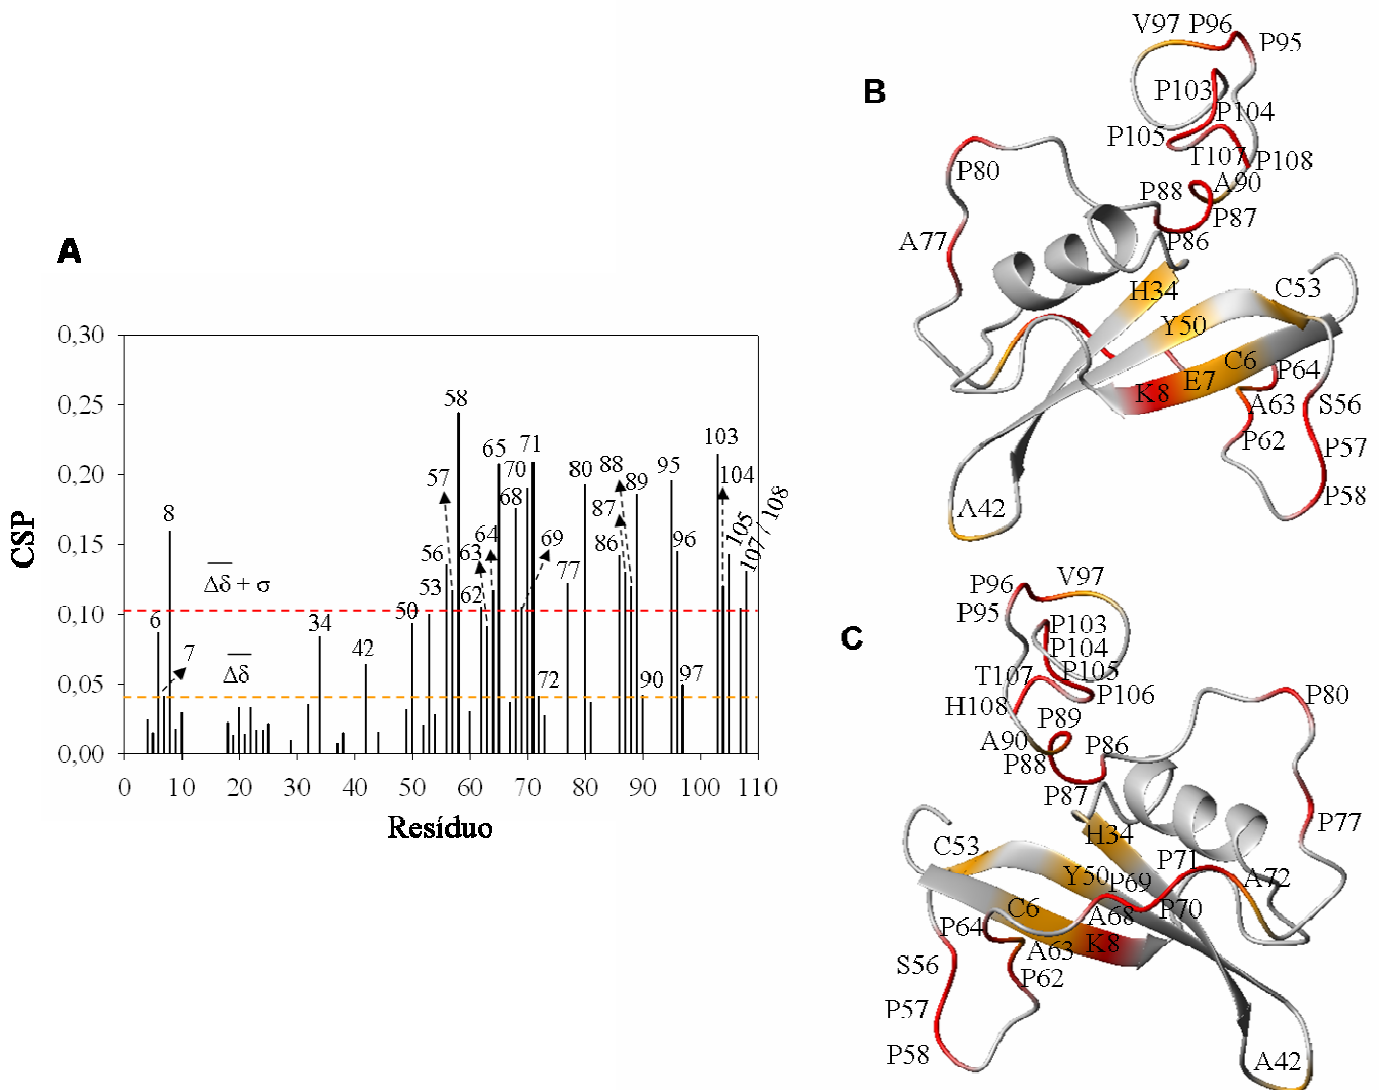 A
0,30
0,25
0,20
0,15
0,10
0,05
0,00
CSP
0 10 20 30 40 50 60 70 80 90 100 110
Resíduo
Δδ + σ
Δδ
6
7
8
34
42
50
53
56
57
58
62
63
64
65
68
69
70
71
72
77
80
86
87
88
89
90
95
96
97
103
104
105
107 / 108
B
V97 P96
P95
P103
P104
P105
T107
P108
P80
P88
A90
P87
A77
P86
H34
C53
Y50
C6
P64
E7
K8
A63
S56
P62
P57
P58
A42
C
P96
V97
P95
P103
P104
P105
T107
P106
H108
P80
P89
A90
P86
P88
P87
P77
H34
C53
P71
Y50
P69
A72
C6
A68
P70
P64
K8
A63
S56
P62
P57
P58
A42